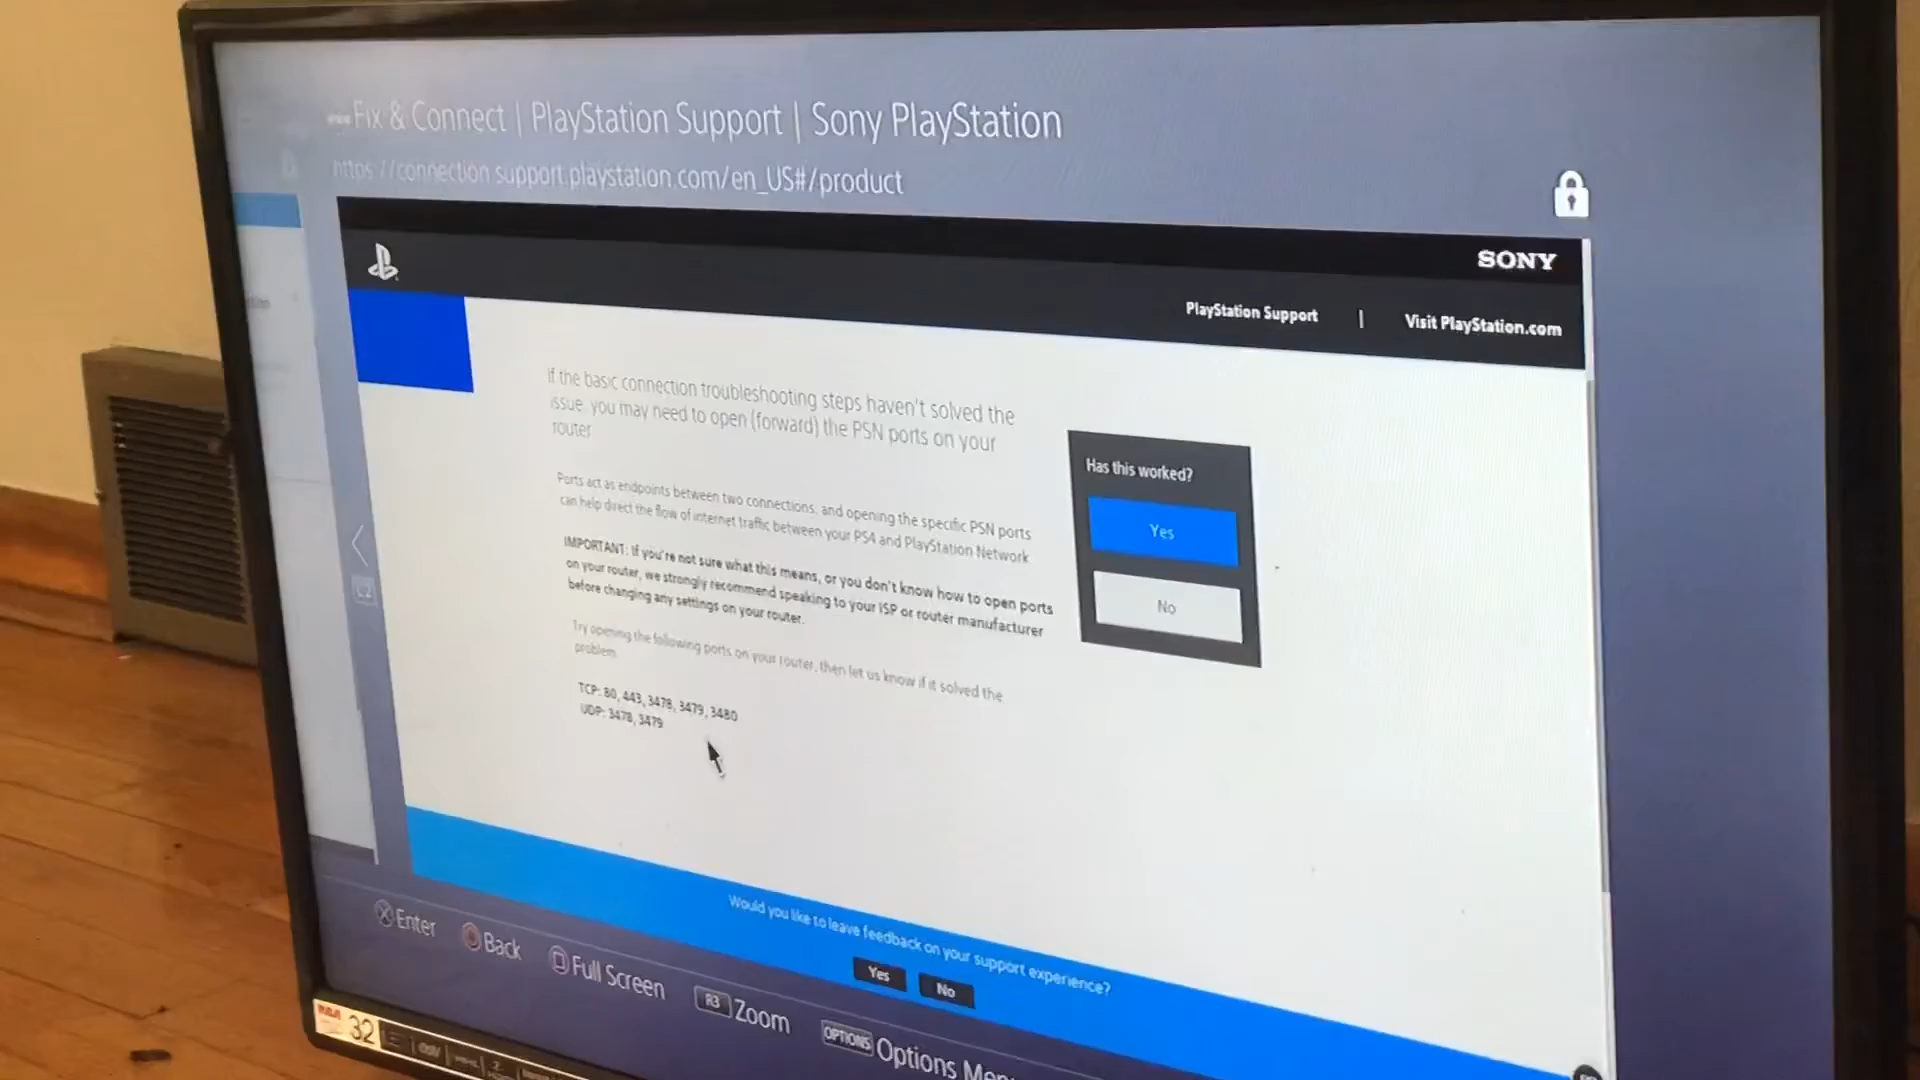 Fix & Connect | PlayStation Support | Sony PlayStation
https://connection.support.playstation.com/en_US#/product
SONY
PlayStation Support | Visit PlayStation.com
If the basic connection troubleshooting steps haven't solved the
issue, you may need to open (forward) the PSN ports on your
router
Ports act as endpoints between two connections, and opening the specific PSN ports
can help direct the flow of internet traffic between your PS4 and PlayStation Network
IMPORTANT: If you're not sure what this means, or you don't know how to open ports
on your router, we strongly recommend speaking to your ISP or router manufacturer
before changing any settings on your router.
Try opening the following ports on your router, then let us know if it solved the
problem
TCP: 80, 443, 3478, 3479, 3480
UDP: 3478, 3479
Has this worked?
Yes
No
L2
Would you like to leave feedback on your support experience?
Yes No
Enter Back Full Screen R3 Zoom OPTIONS Options Men
RCA 32